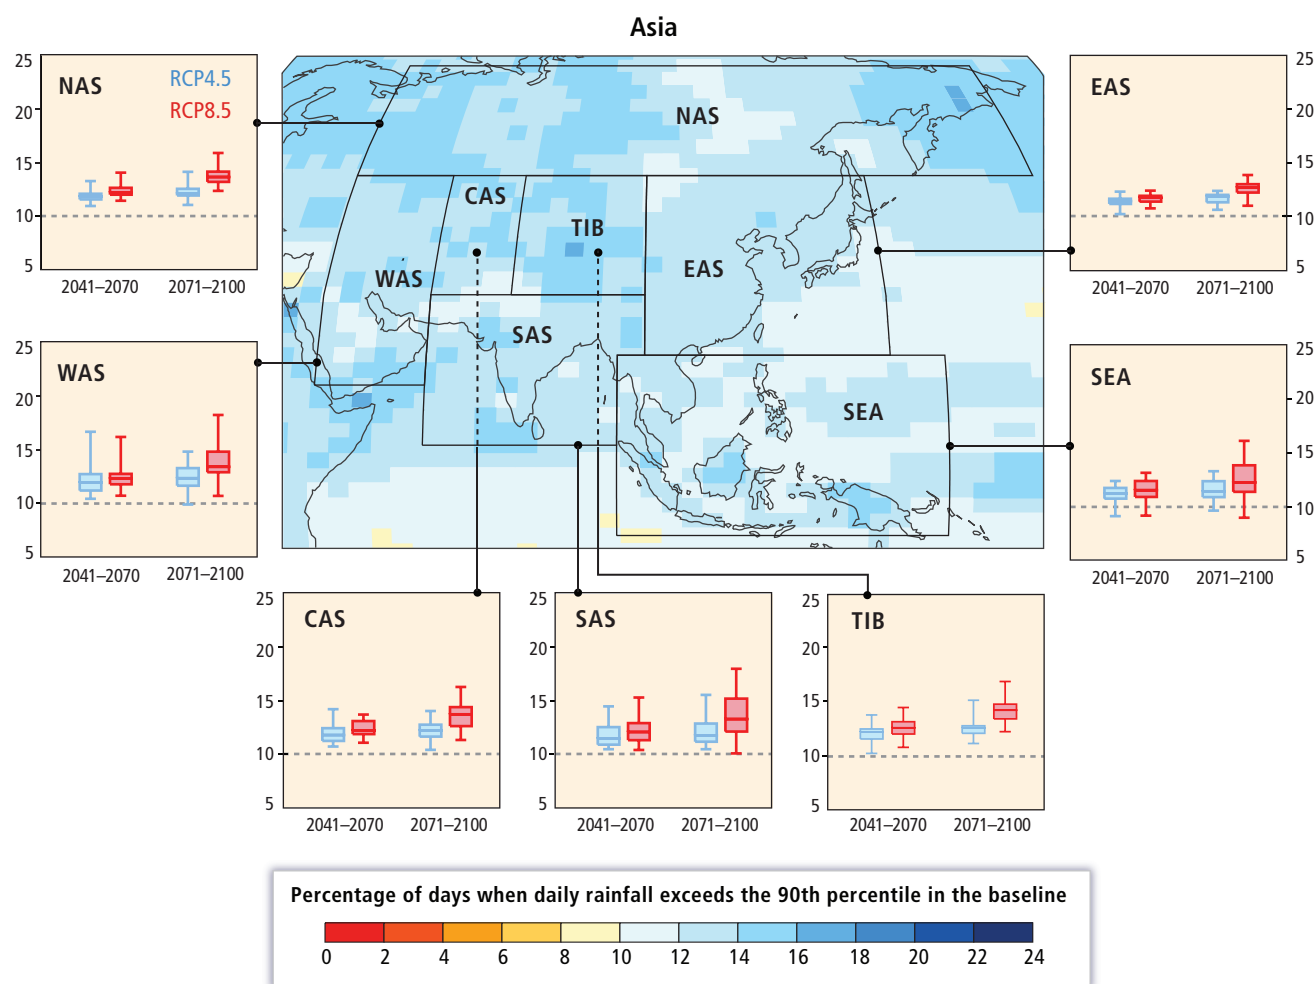 Asia
25
NAS
RCP4.5
RCP8.5
20
15
10
5
2041–2070
2071–2100
25
EAS
20
15
10
5
2041–2070
2071–2100
NAS
CAS
TIB
WAS
EAS
SAS
SEA
25
WAS
20
15
10
5
2041–2070
2071–2100
25
SEA
20
15
10
5
2041–2070
2071–2100
25
CAS
20
15
10
5
2041–2070
2071–2100
25
SAS
20
15
10
5
2041–2070
2071–2100
25
TIB
20
15
10
5
2041–2070
2071–2100
Percentage of days when daily rainfall exceeds the 90th percentile in the baseline
0 2 4 6 8 10 12 14 16 18 20 22 24